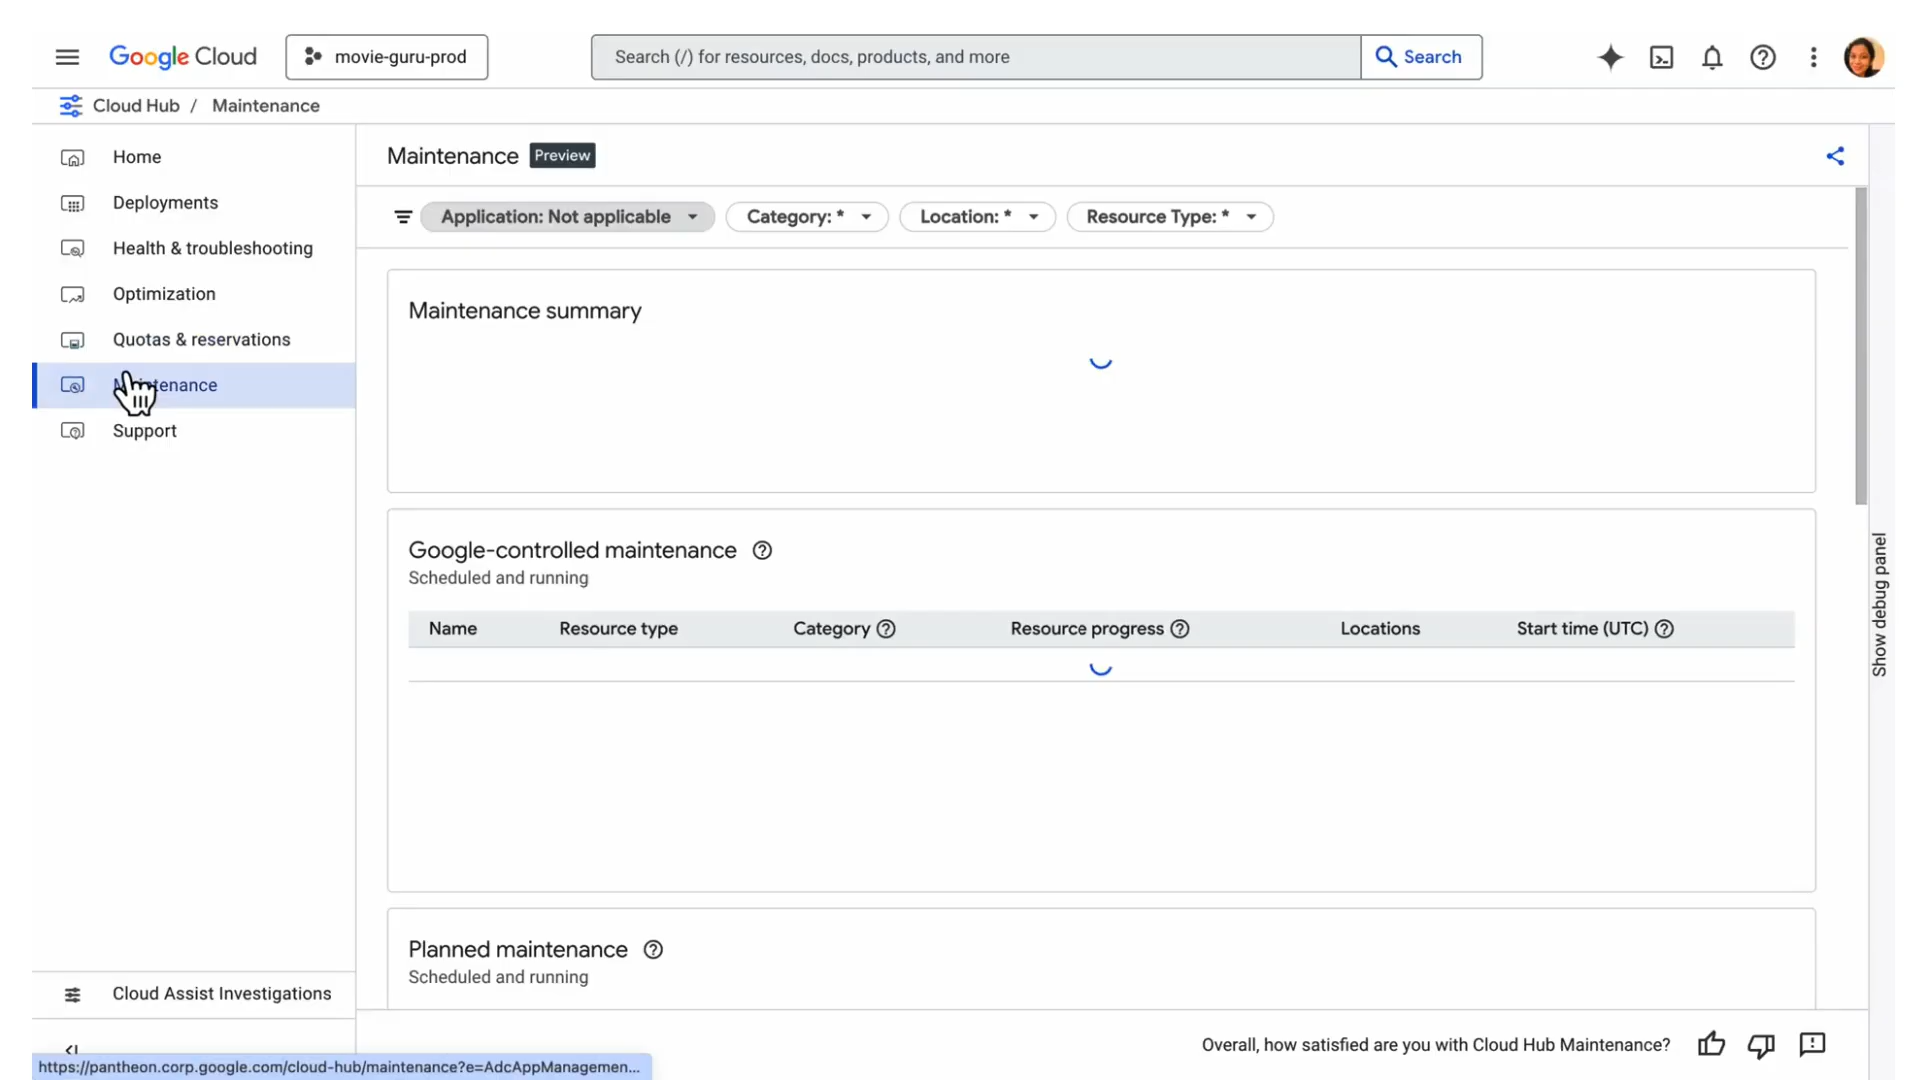 Google Cloud
movie-guru-prod
Search (/) for resources, docs, products, and more
Search
Cloud Hub / Maintenance
Home
Deployments
Health & troubleshooting
Optimization
Quotas & reservations
Maintenance
Support
Cloud Assist Investigations
Maintenance Preview
Application: Not applicable
Category: *
Location: *
Resource Type: *
Maintenance summary
Google-controlled maintenance
Scheduled and running
Name Resource type Category Resource progress Locations Start time (UTC)
Planned maintenance
Scheduled and running
Show debug panel
Overall, how satisfied are you with Cloud Hub Maintenance?
https://pantheon.corp.google.com/cloud-hub/maintenance?e=AdcAppManagemen...